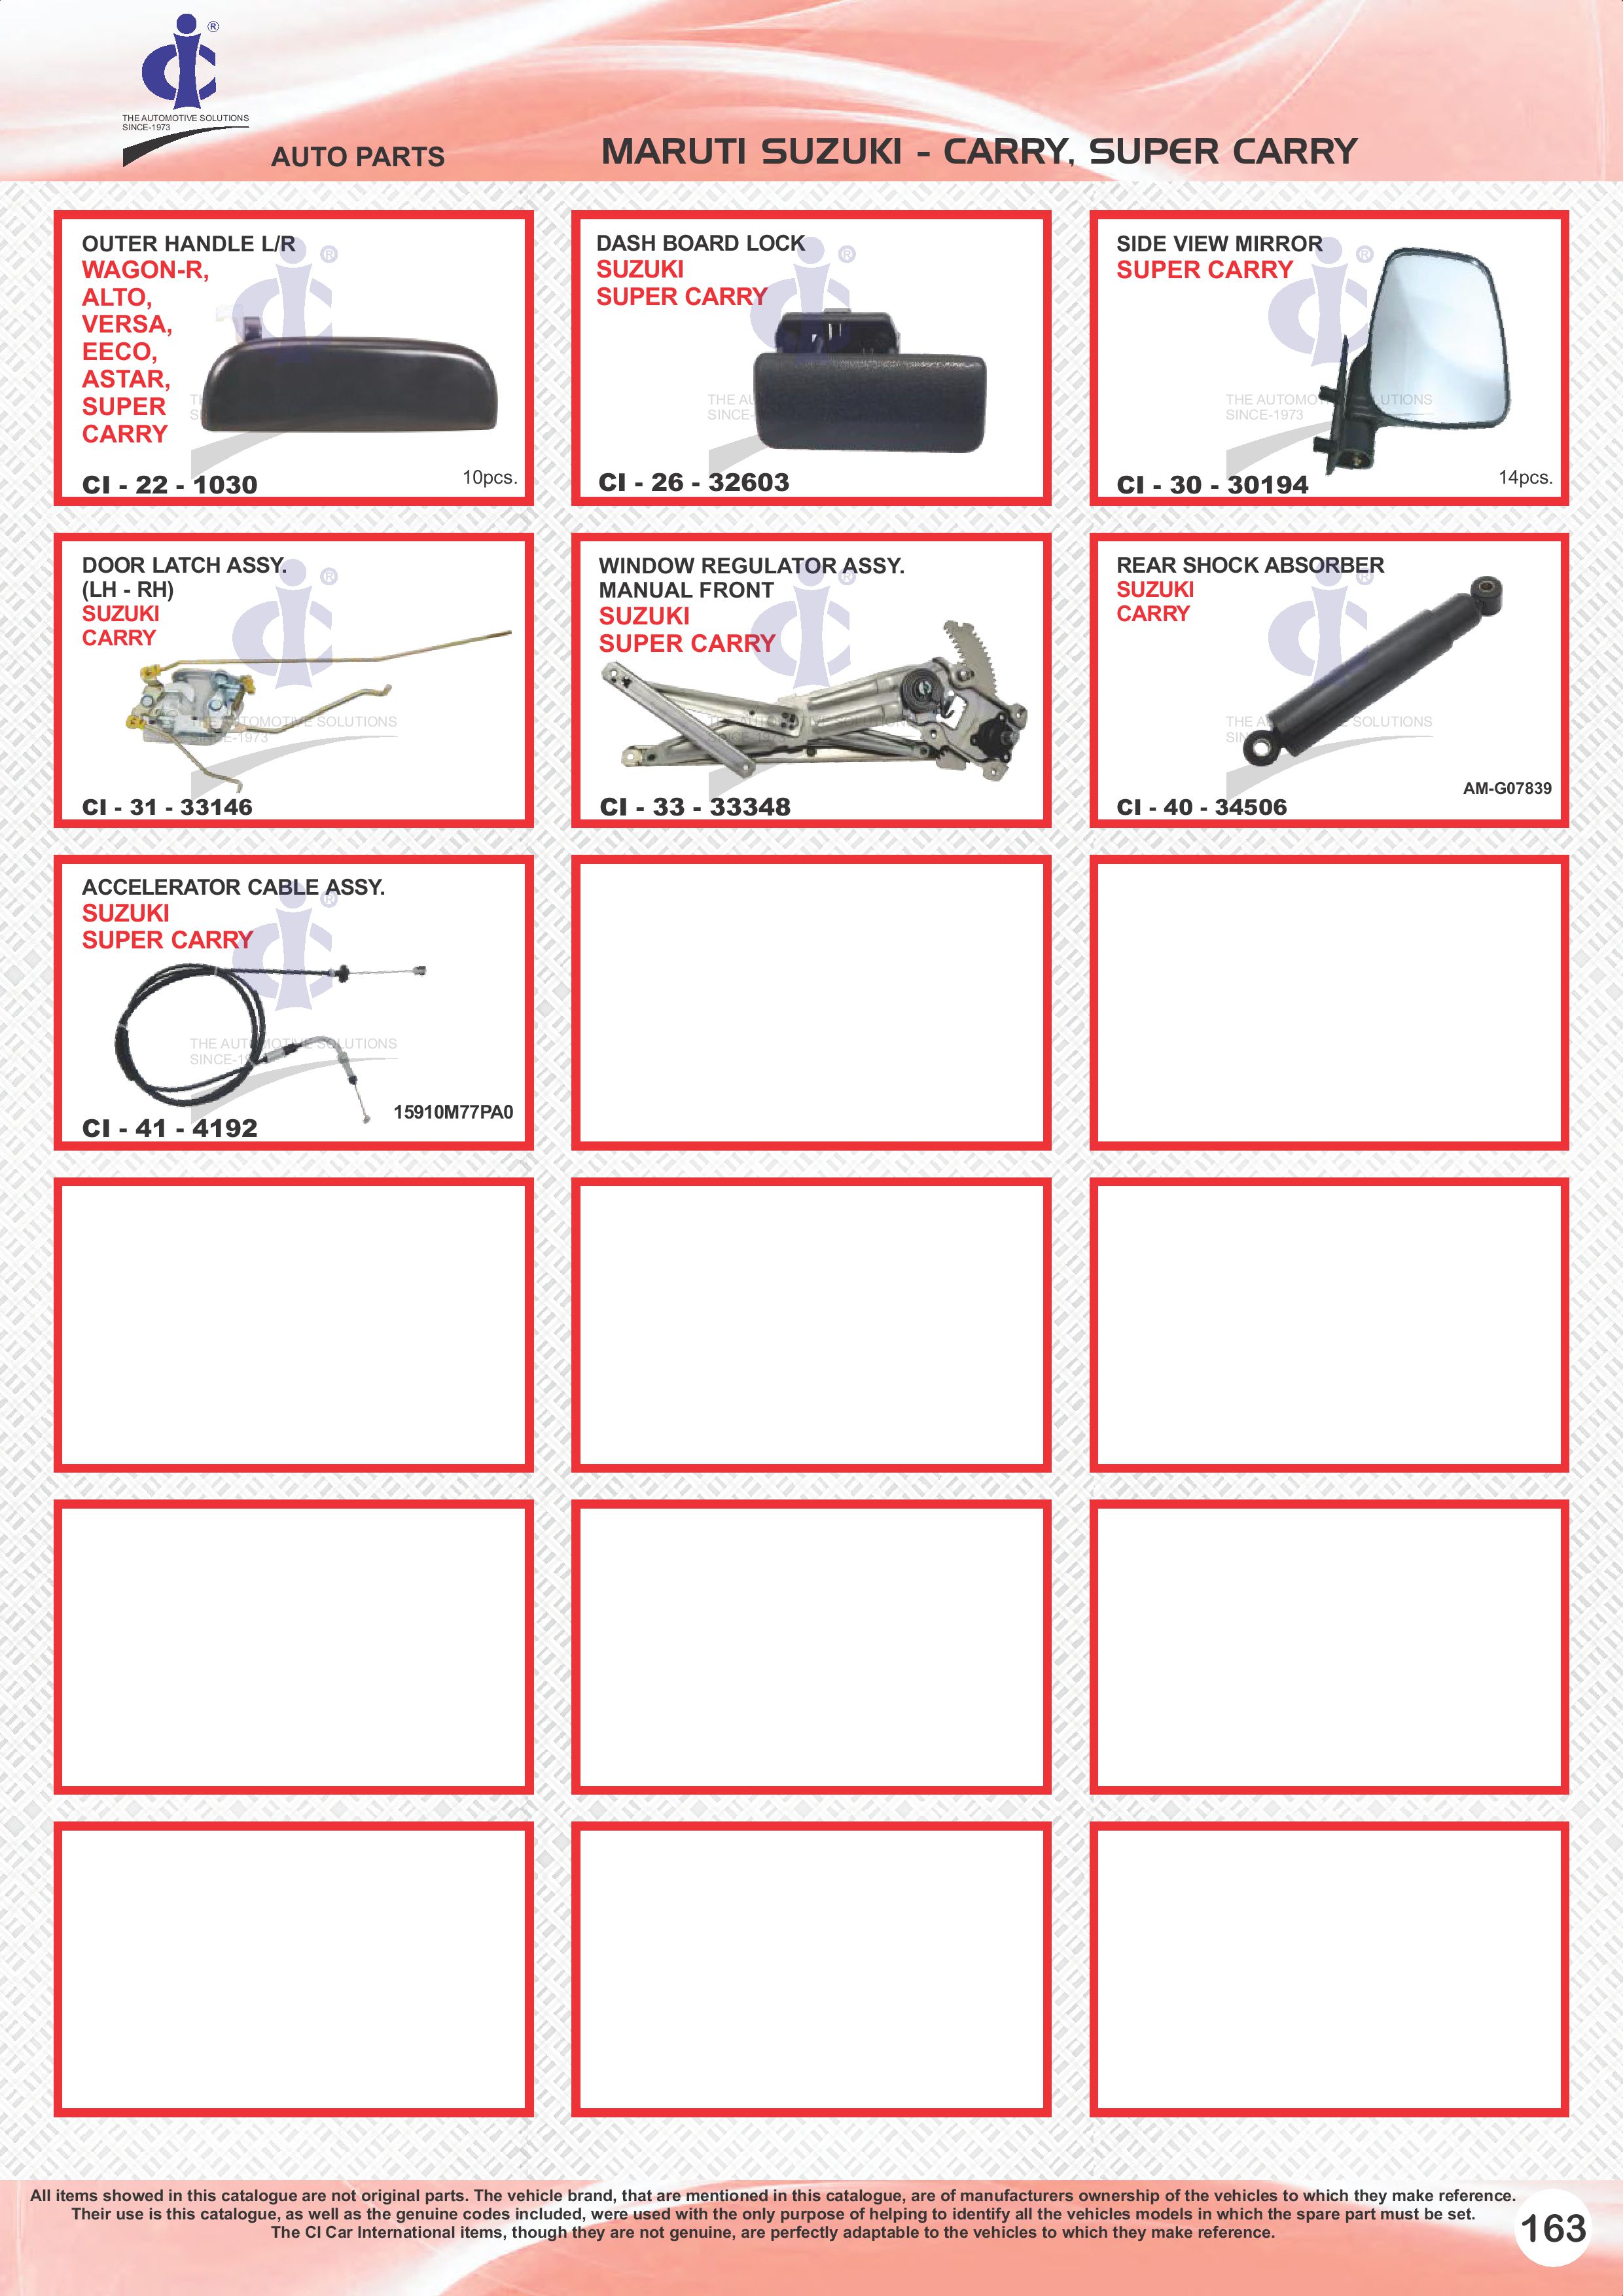 ®
THE AUTOMOTIVE SOLUTIONS
SINCE-1973
AUTO PARTS
MARUTI SUZUKI - CARRY, SUPER CARRY
OUTER HANDLE L/R
WAGON-R,
ALTO,
VERSA,
EECO,
ASTAR,
SUPER
CARRY
CI - 22 - 1030
10pcs.
DASH BOARD LOCK
SUZUKI
SUPER CARRY
CI - 26 - 32603
SIDE VIEW MIRROR
SUPER CARRY
CI - 30 - 30194
14pcs.
DOOR LATCH ASSY.
(LH - RH)
SUZUKI
CARRY
CI - 31 - 33146
WINDOW REGULATOR ASSY.
MANUAL FRONT
SUZUKI
SUPER CARRY
CI - 33 - 33348
REAR SHOCK ABSORBER
SUZUKI
CARRY
AM-G07839
CI - 40 - 34506
ACCELERATOR CABLE ASSY.
SUZUKI
SUPER CARRY
THE AUTOMOTIVE SOLUTIONS
15910M77PA0
CI - 41 - 4192
All items showed in this catalogue are not original parts. The vehicle brand, that are mentioned in this catalogue, are of manufacturers ownership of the vehicles to which they make reference.
Their use is this catalogue, as well as the genuine codes included, were used with the only purpose of helping to identify all the vehicles models in which the spare part must be set.
The CI Car International items, though they are not genuine, are perfectly adaptable to the vehicles to which they make reference.
163